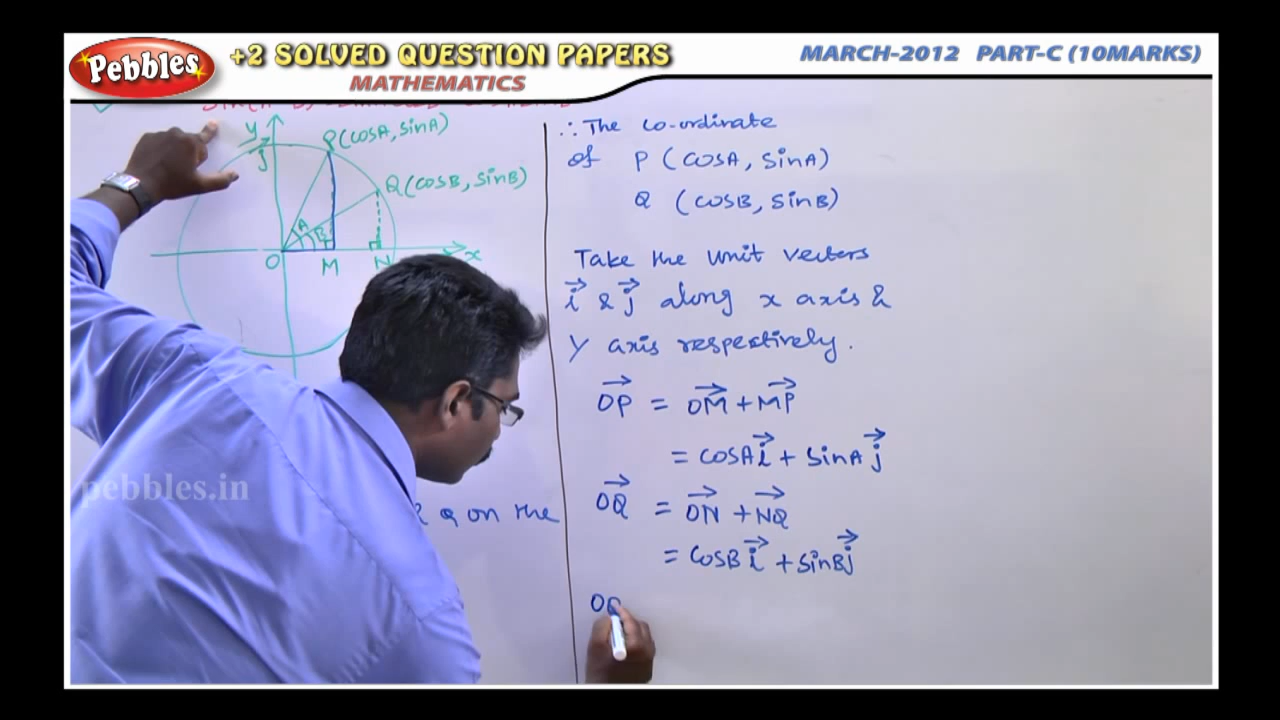 Pebbles
+2 SOLVED QUESTION PAPERS
MATHEMATICS
MARCH-2012 PART-C (10MARKS)
y
j
P(cosA, sinA)
Q(cosB, sinB)
A
B
O
M
N
x
Q on the
∴ The co-ordinate
of P (cosA, sinA)
Q (cosB, sinB)
Take the unit vectors
i⃗ & j⃗ along x axis &
Y axis respectively.
OP⃗ = OM⃗ + MP⃗
= cosA i⃗ + sinA j⃗
OQ⃗ = ON⃗ + NQ⃗
= cosB i⃗ + sinB j⃗
pebbles.in